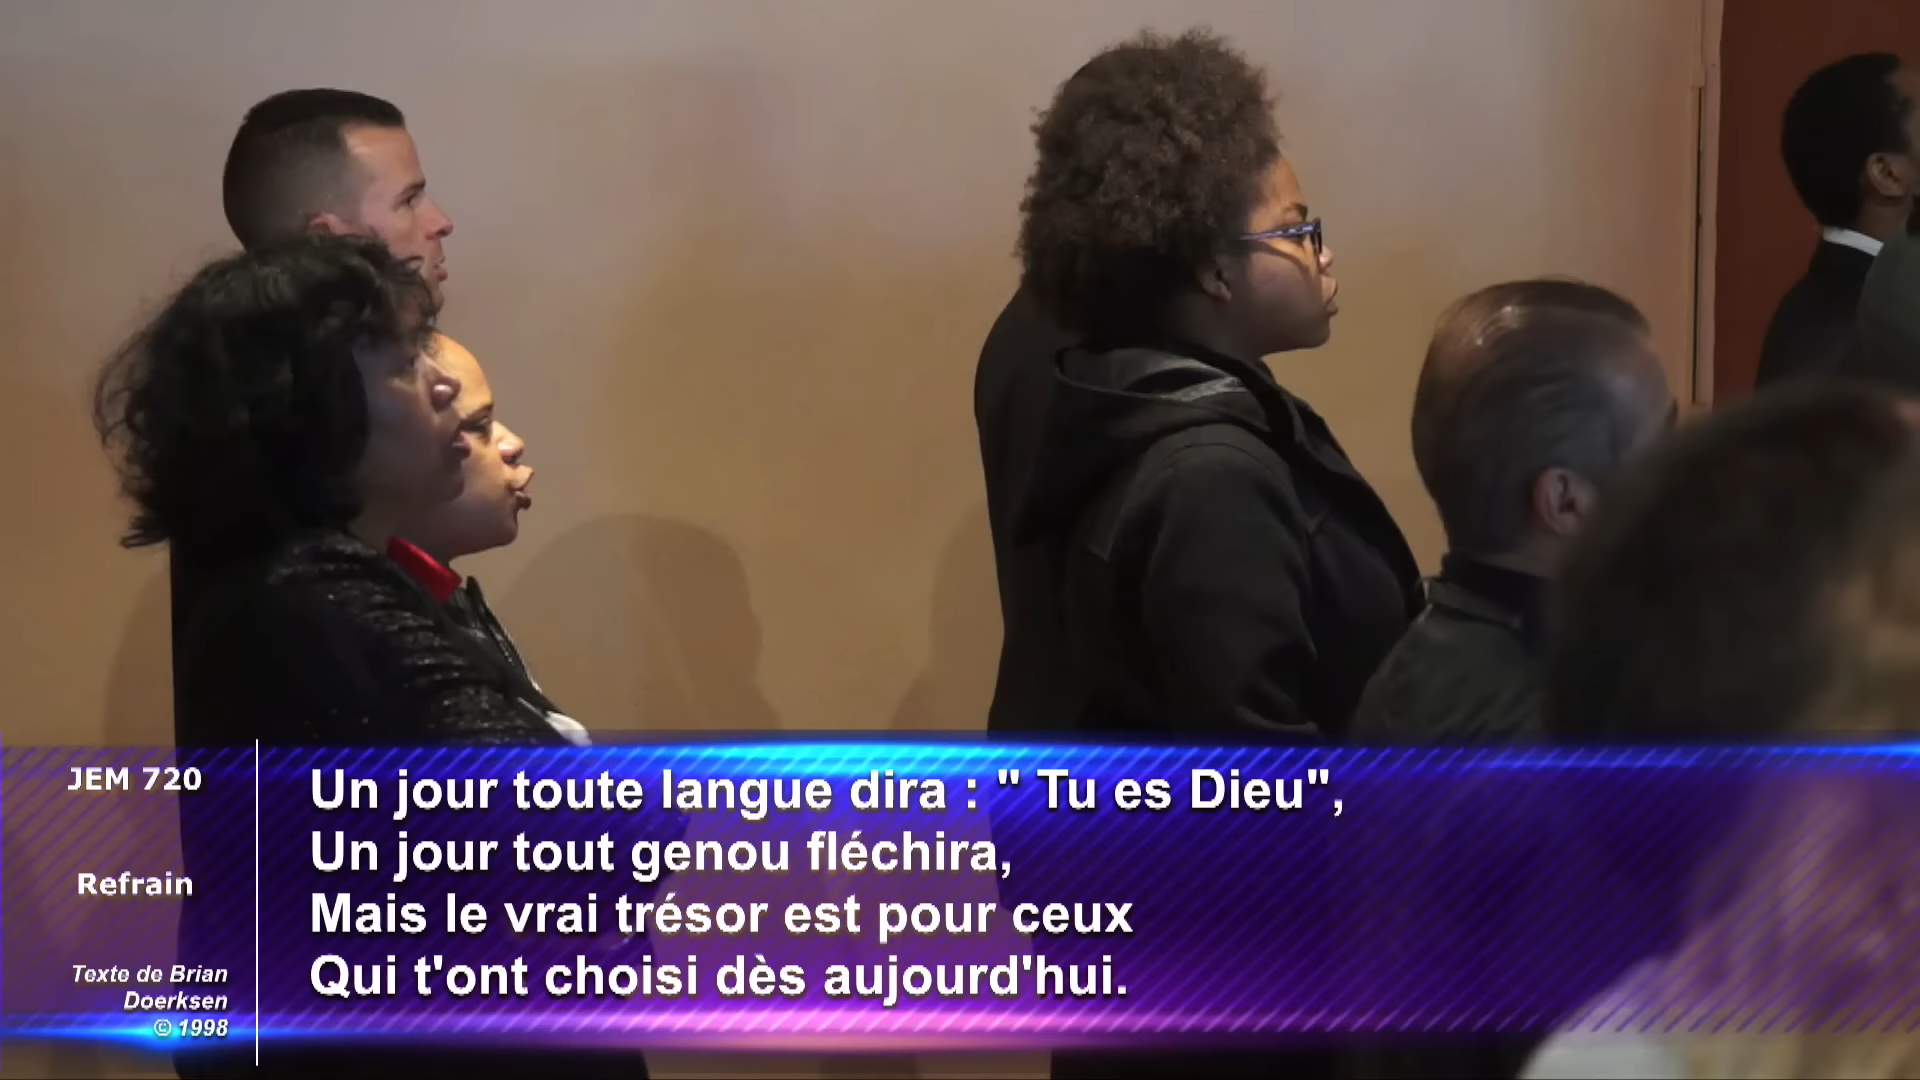 JEM 720
Refrain
Texte de Brian
Doerksen
© 1998
Un jour toute langue dira : " Tu es Dieu",
Un jour tout genou fléchira,
Mais le vrai trésor est pour ceux
Qui t'ont choisi dès aujourd'hui.